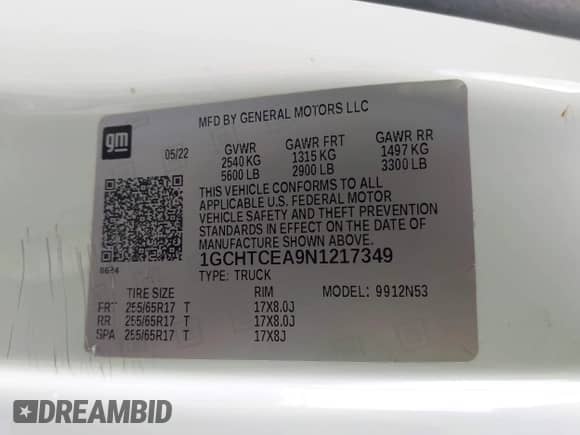 MFD BY GENERAL MOTORS LLC
gm
05/22 GVWR GAWR FRT GAWR RR
2540 KG 1315 KG 1497 KG
5600 LB 2900 LB 3300 LB
THIS VEHICLE CONFORMS TO ALL
APPLICABLE U.S. FEDERAL MOTOR
VEHICLE SAFETY AND THEFT PREVENTION
STANDARDS IN EFFECT ON THE DATE OF
MANUFACTURE SHOWN ABOVE.
1GCHTCEA9N1217349
TYPE: TRUCK
TIRE SIZE RIM MODEL: 9912N53
FRT 255/65R17 T 17X8.0J
RR 255/65R17 T 17X8.0J
SPA 255/65R17 T 17X8J
DREAMBID